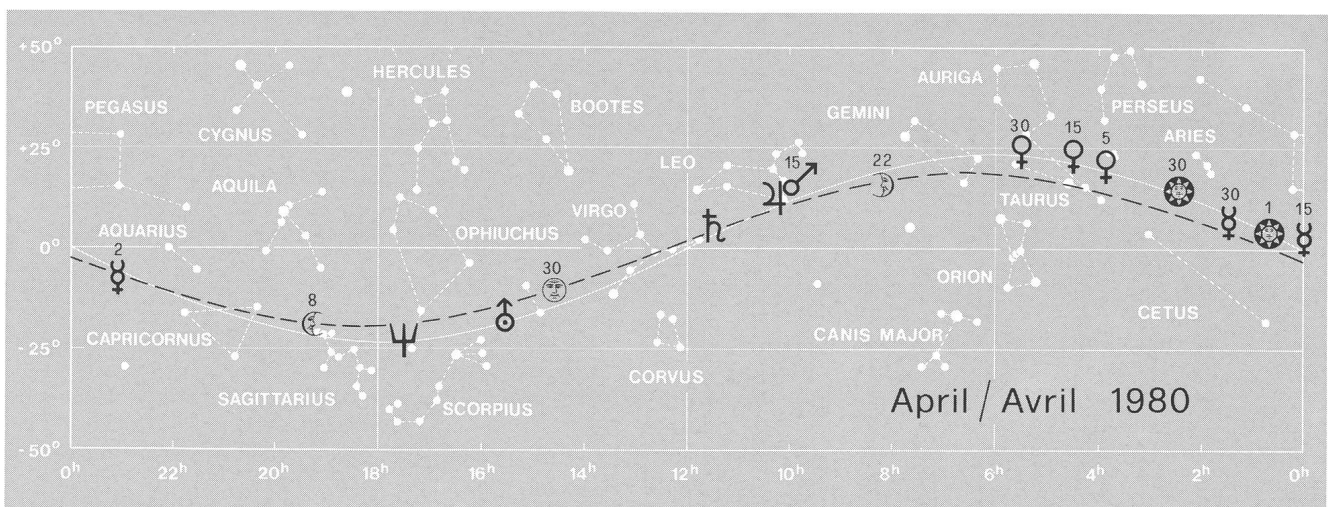 +50°
HERCULES
AURIGA
PEGASUS
BOOTES
GEMINI
PERSEUS
CYGNUS
30
15
5
ARIES
+25°
LEO
15
22
30
AQUILA
VIRGO
TAURUS
30
1
15
AQUARIUS
OPHIUCHUS
0°
2
30
ORION
8
CETUS
CAPRICORNUS
CANIS MAJOR
-25°
CORVUS
SAGITTARIUS
SCORPIUS
April / Avril 1980
-50°
0h 22h 20h 18h 16h 14h 12h 10h 8h 6h 4h 2h 0h